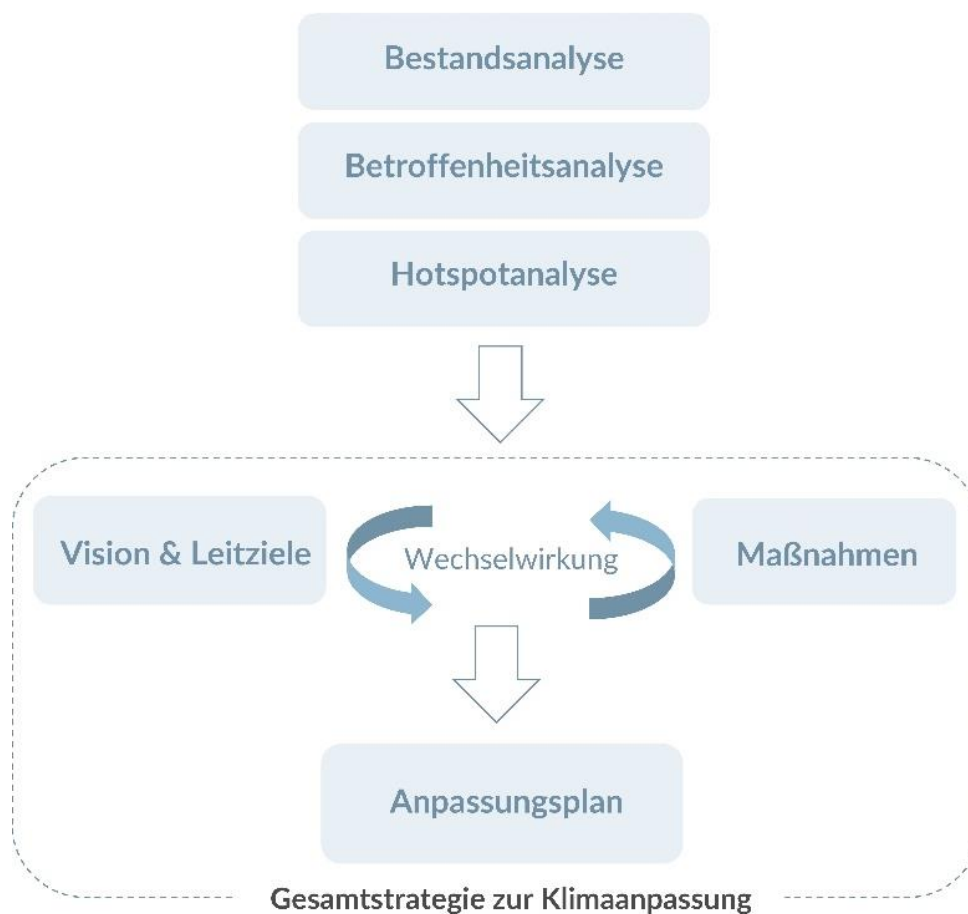 Bestandsanalyse
Betroffenheitsanalyse
Hotspotanalyse
Vision & Leitziele
Wechselwirkung
Maßnahmen
Anpassungsplan
Gesamtstrategie zur Klimaanpassung